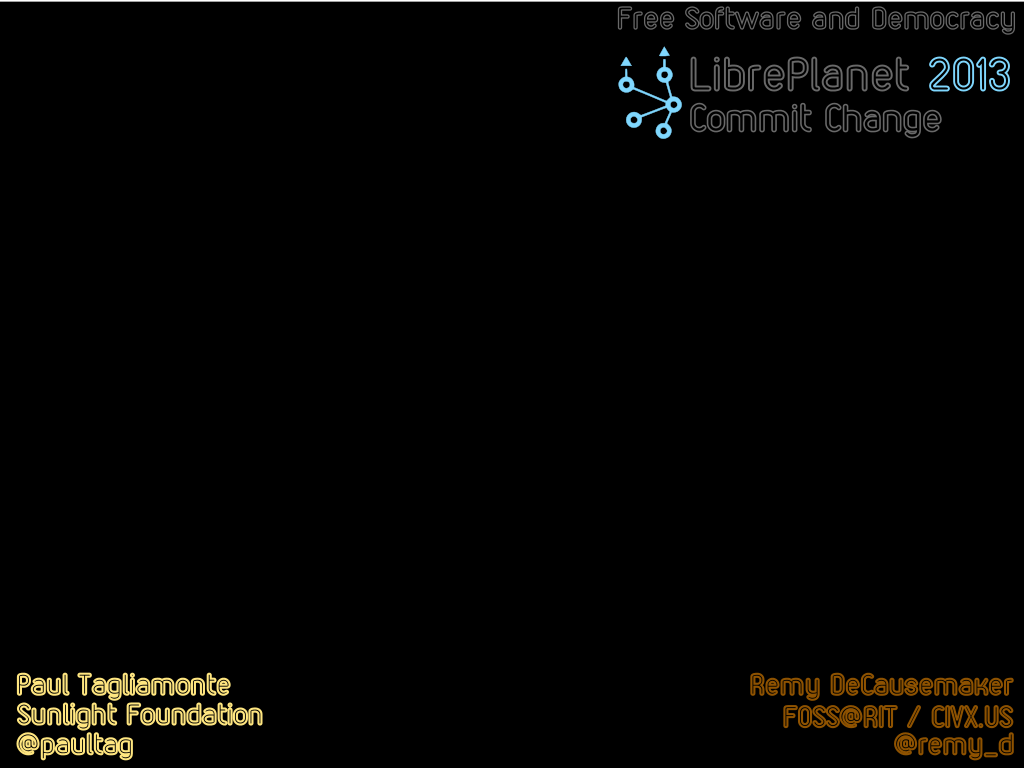 Free Software and Democracy
LibrePlanet 2013
Commit Change
Paul Tagliamonte
Sunlight Foundation
@paultag
Remy DeCausemaker
FOSS@RIT / CIVX.US
@remy_d